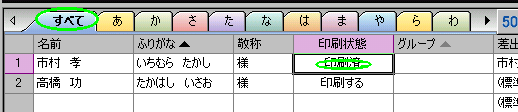 すべて あ か さ た な は ま や ら わ 50
名前 ふりがな▲ 敬称 印刷状態 グループ 差出
1 市村 孝 いちむら たかし 様 印刷済 市村
2 高橋 功 たかはし いさお 様 印刷する (標準
(標準